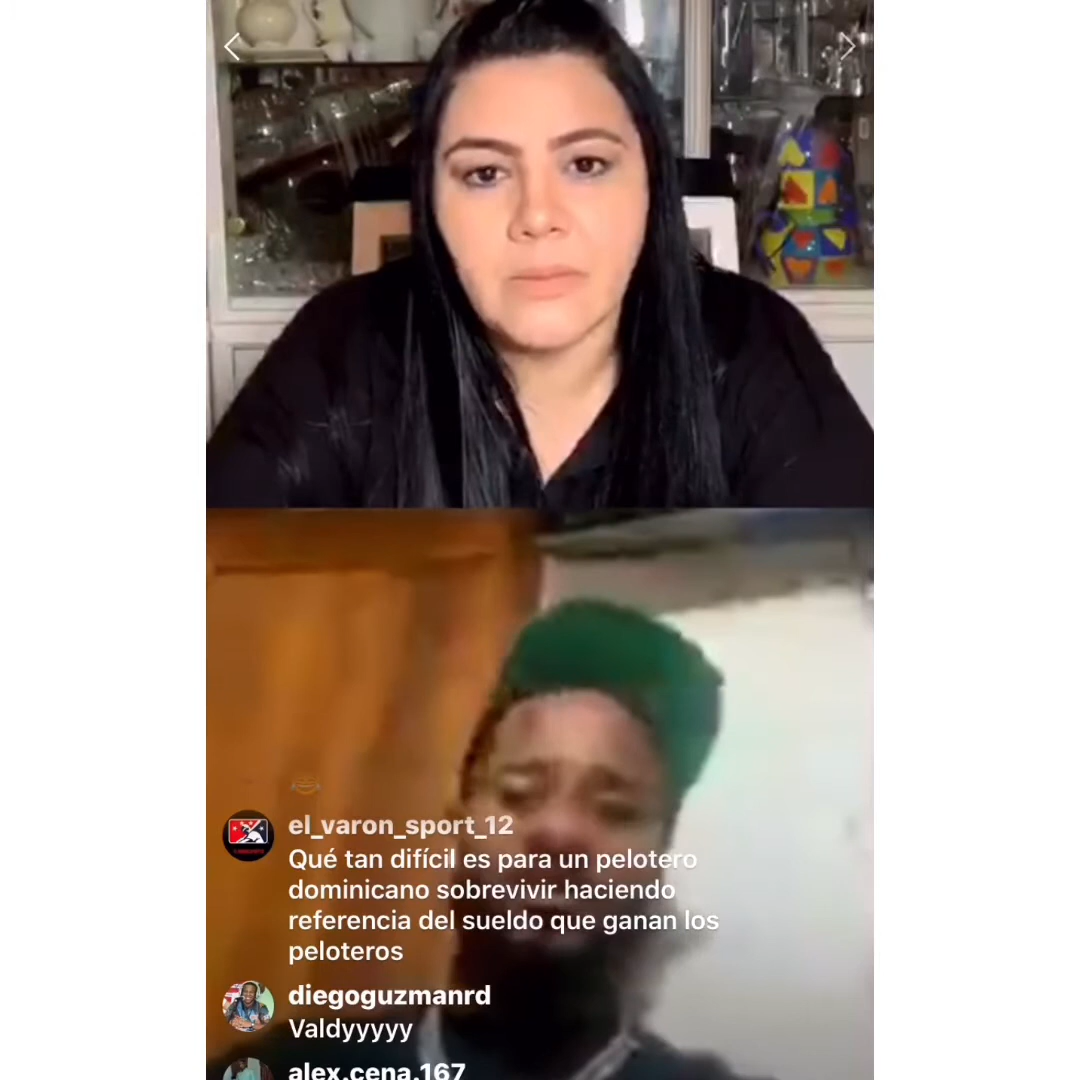 el_varon_sport_12
Qué tan difícil es para un pelotero
dominicano sobrevivir haciendo
referencia del sueldo que ganan los
peloteros
diegoguzmanrd
Valdyyyyy
alex.cena.167